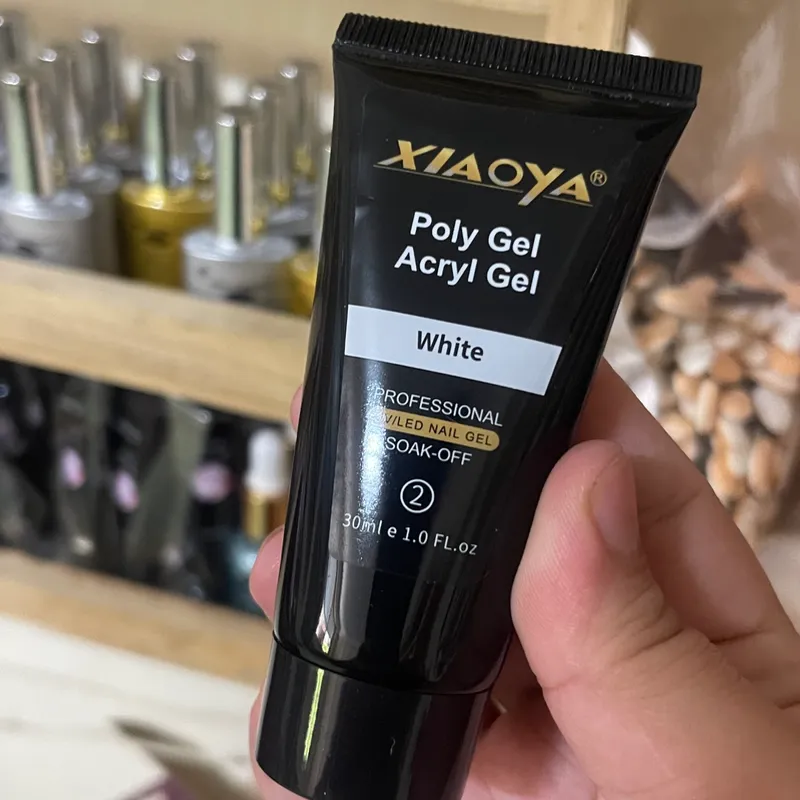 XIAOYA®
Poly Gel
Acryl Gel
White
PROFESSIONAL
V/LED NAIL GEL
SOAK-OFF
②
30ml e 1.0 FL.oz